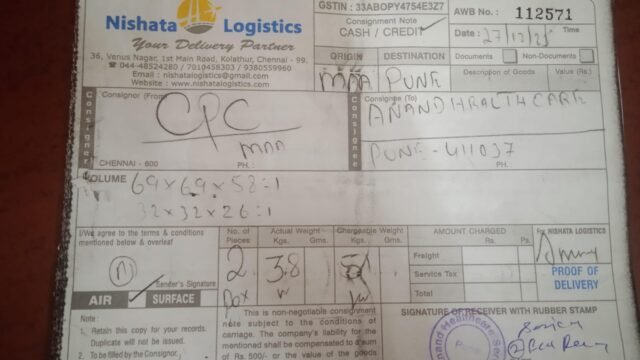 Nishata Logistics
Your Delivery Partner
36, Venus Nagar, 1st Main Road, Kolathur, Chennai - 99.
☎ 044-48524280 / 7010458303 / 9380559960
Email : nishatalogistics@gmail.com
Website : www.nishatalogistics.com
GSTIN : 33ABOPY4754E3Z7
Consignment Note
CASH / CREDIT
AWB No. : 112571
Date : 27/12/25 Time
ORIGIN DESTINATION
MAA PUNE
Documents Non-Documents
Description of Goods Value (Rs.)
Consignor
Consignor (From)
CPC
MAA
CHENNAI - 600 PH. :
Consignee
Consignee (To)
ANAND HEALTH CARE
PUNE - 411037
PH. :
VOLUME 69x69x58=1
32x32x26=1
I/We agree to the terms & conditions
mentioned below & overleaf
Sender's Signature
AIR SURFACE
No. of Pieces
2
Box
Actual Weight
Kgs. Gms.
38
Chargeable Weight
Kgs. Gms.
AMOUNT CHARGED
Rs. Ps.
Freight
Service Tax
Total
For NISHATA LOGISTICS
PROOF OF
DELIVERY
Note :
1. Retain this copy for your records.
Duplicate will not be issued.
2. To be filled by the Consignor.
This is non-negotiable consignment
note subject to the conditions of
carriage. The company's liability for
the mentioned shall be compensated to
of Rs. 500/- or the value of the goods
SIGNATURE OF RECEIVER WITH RUBBER STAMP
Anand Healthcare Ser